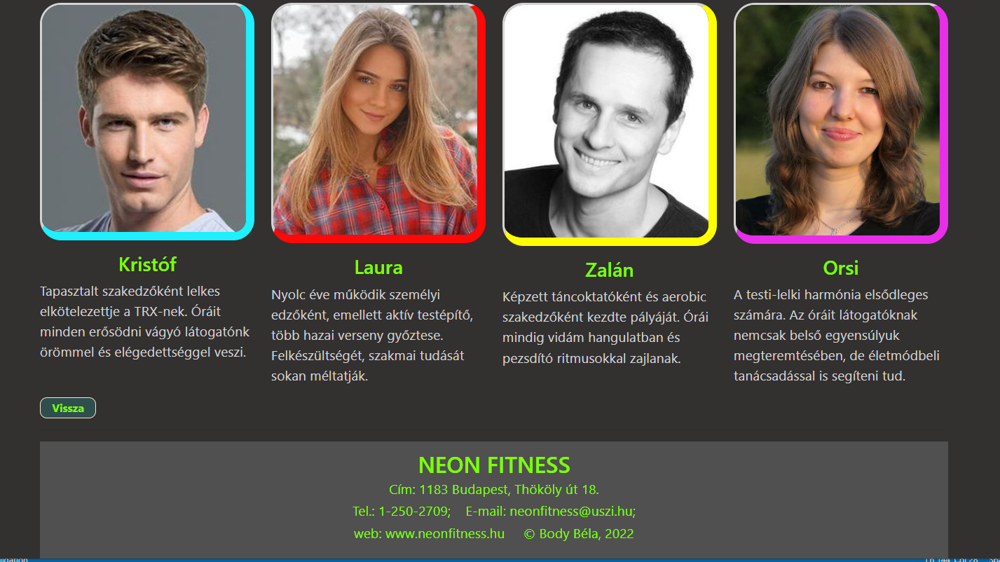 Kristóf
Tapasztalt szakedzőként lelkes
elkötelezettje a TRX-nek. Óráit
minden erősödni vágyó látogatónk
örömmel és elégedettséggel veszi.
Laura
Nyolc éve működik személyi
edzőként, emellett aktív testépítő,
több hazai verseny győztese.
Felkészültségét, szakmai tudását
sokan méltatják.
Zalán
Képzett táncoktatóként és aerobic
szakedzőként kezdte pályáját. Órái
mindig vidám hangulatban és
pezsdítő ritmusokkal zajlanak.
Orsi
A testi-lelki harmónia elsődleges
számára. Az óráit látogatóknak
nemcsak belső egyensúlyuk
megteremtésében, de életmódbeli
tanácsadással is segíteni tud.
Vissza
NEON FITNESS
Cím: 1183 Budapest, Thököly út 18.
Tel.: 1-250-2709; E-mail: neonfitness@uszi.hu;
web: www.neonfitness.hu © Body Béla, 2022